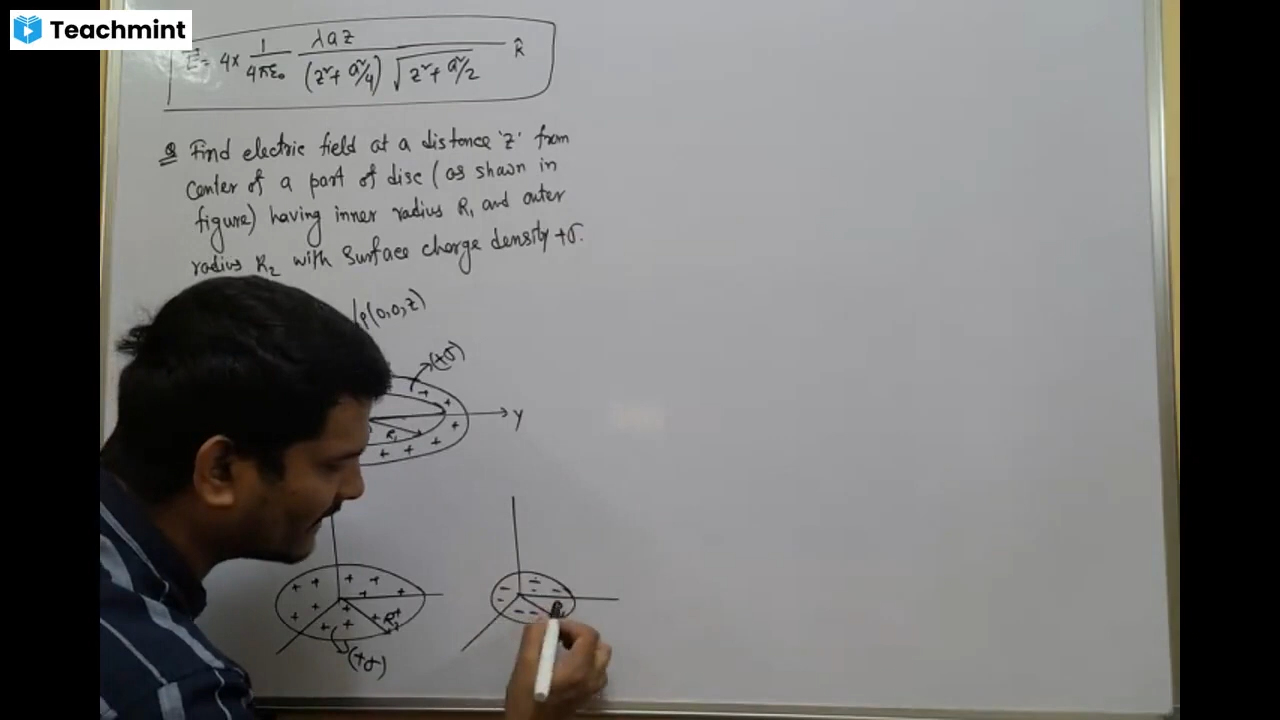 Teachmint
E = 4× 1/4πε₀ λaz/(z²+a²/4)√z²+a²/2 k̂
Q Find electric field at a distance 'z' from
center of a part of disc (as shawn in
figure) having inner radius R₁ and outer
radius R₂ with surface charge density +σ.
P(0,0,z)
(+σ)
+ +
y
R₁ +
+ + +
+ + + +
- - -
+ + + + +
- - -
+ + + + R₂
(+σ)